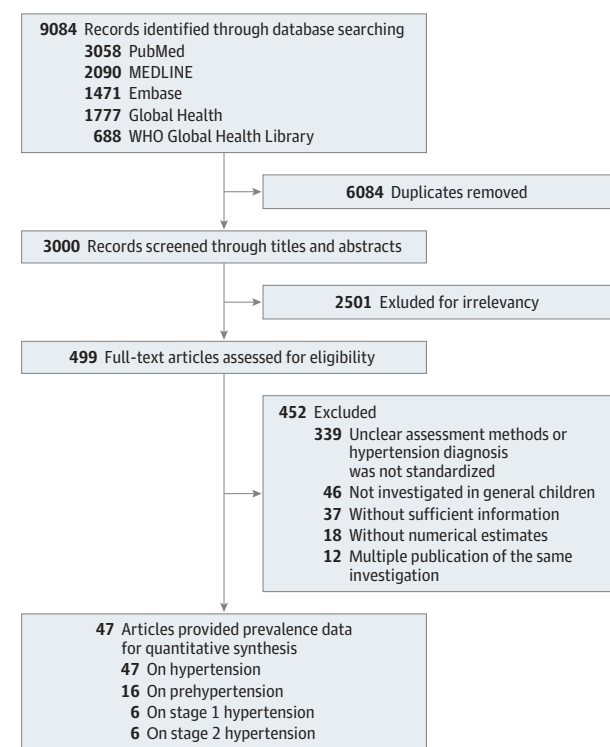 9084 Records identified through database searching
3058 PubMed
2090 MEDLINE
1471 Embase
1777 Global Health
688 WHO Global Health Library
6084 Duplicates removed
3000 Records screened through titles and abstracts
2501 Exluded for irrelevancy
499 Full-text articles assessed for eligibility
452 Excluded
339 Unclear assessment methods or
hypertension diagnosis
was not standardized
46 Not investigated in general children
37 Without sufficient information
18 Without numerical estimates
12 Multiple publication of the same
investigation
47 Articles provided prevalence data
for quantitative synthesis
47 On hypertension
16 On prehypertension
6 On stage 1 hypertension
6 On stage 2 hypertension